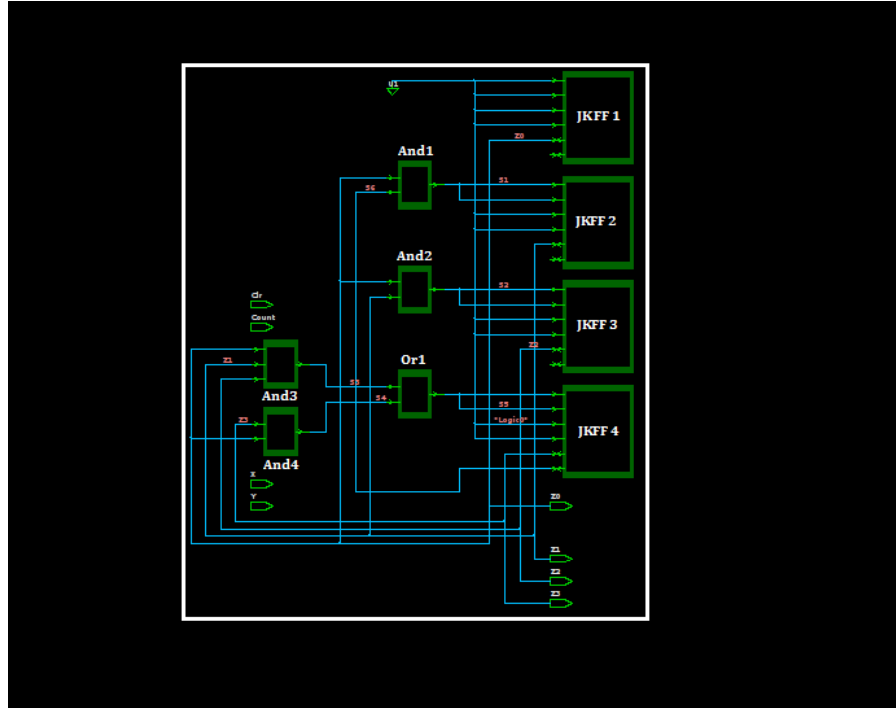 U1
JKFF 1
Z0
And1
S6
S1
JKFF 2
And2
S2
Clr
Count
JKFF 3
Z2
Z1
Or1
S3
And3
S4
S5
Z3
"Logic0"
JKFF 4
And4
X
Y
Z0
Z1
Z2
Z3